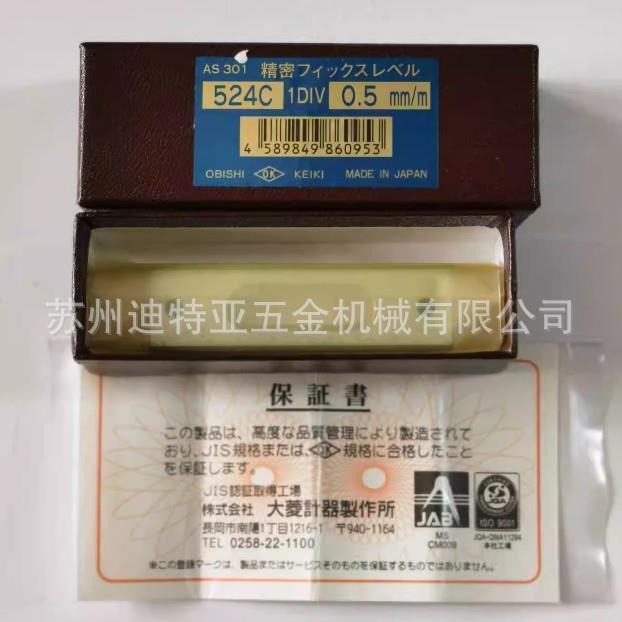 AS 301 精密フィックスレベル
524C 1DIV 0.5 mm/m
4 589849 860953
OBISHI OK KEIKI MADE IN JAPAN
苏州迪特亚五金机械有限公司
保証書
この製品は、高度な品質管理により製造されて
おり、JIS規格または、OK規格に合格したこと
を保証します。
JIS認証取得工場
株式会社 大菱計器製作所
長岡市南陽1丁目1216-1 〒940-1164
TEL 0258-22-1100
JAB
MS
CM009
ISO 9001
JQA-QMA11294
本社工場
※この登録マークは、製品またはサービスそのものを保証するものではありません。